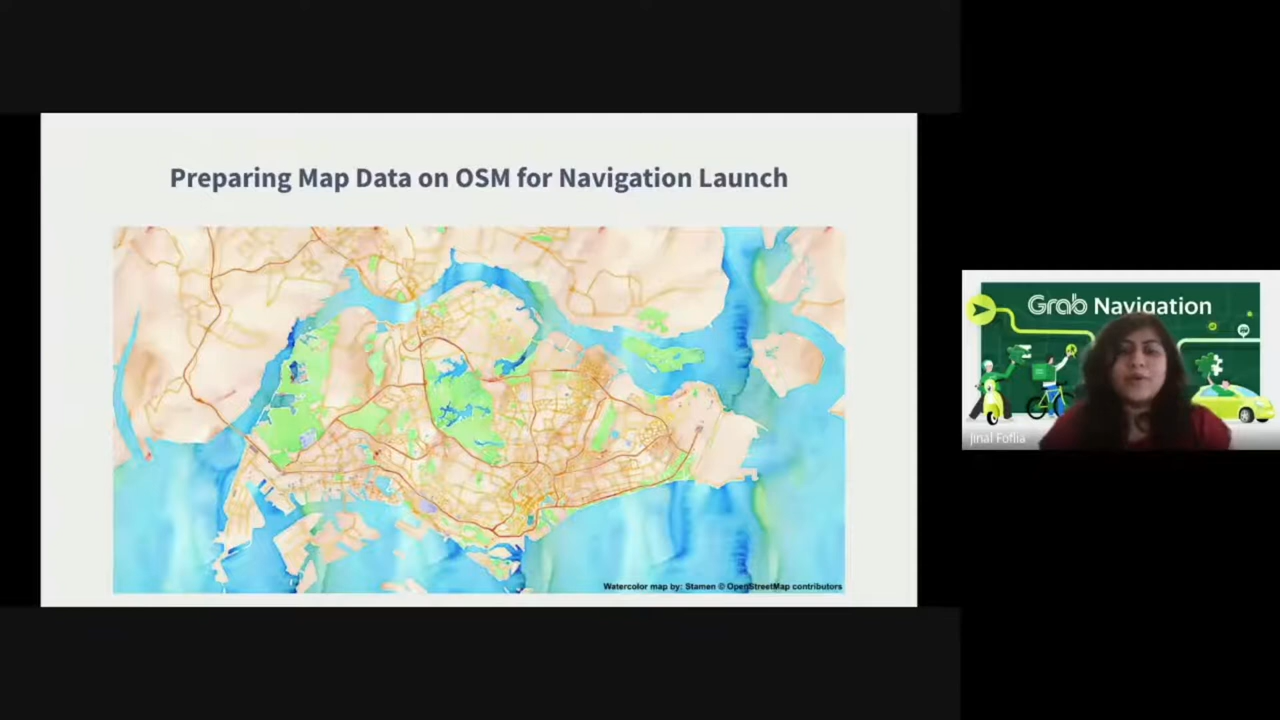 Preparing Map Data on OSM for Navigation Launch
Watercolor map by: Stamen © OpenStreetMap contributors
Grab Navigation
Jinal Foflia